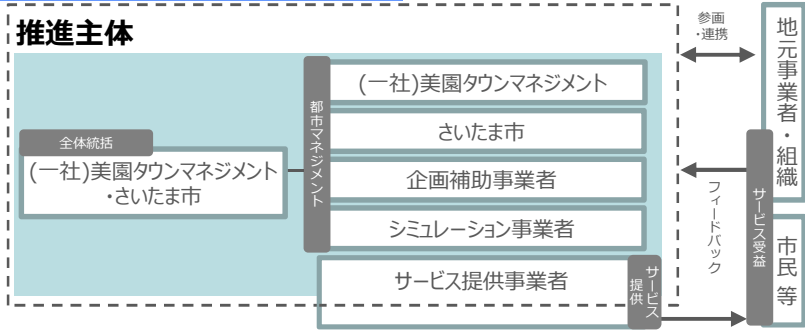 推進主体
全体統括
(一社)美園タウンマネジメント
・さいたま市
都市マネジメント
(一社)美園タウンマネジメント
さいたま市
企画補助事業者
シミュレーション事業者
サービス提供事業者
サービス
提供
参画
・連携
フィードバック
サービス受益
地元事業者・組織
市民等